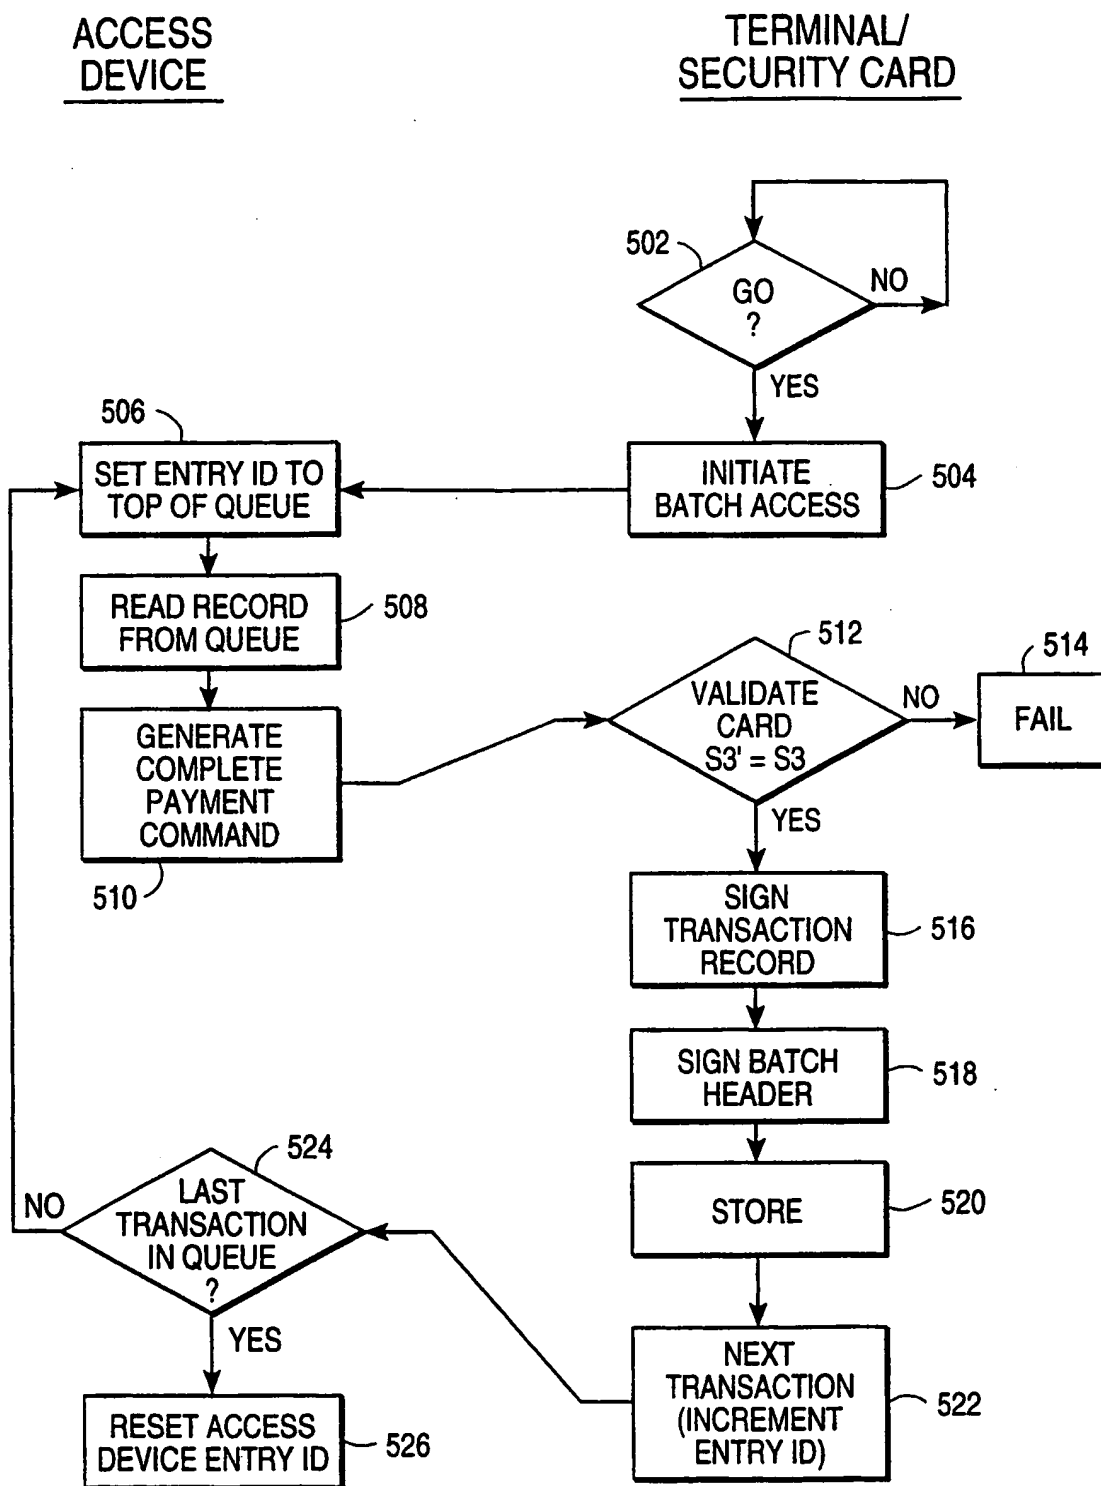 ACCESS
DEVICE
TERMINAL/
SECURITY CARD
502
GO
?
NO
YES
506
SET ENTRY ID TO
TOP OF QUEUE
INITIATE
BATCH ACCESS
504
READ RECORD
FROM QUEUE
508
GENERATE
COMPLETE
PAYMENT
COMMAND
510
512
VALIDATE
CARD
S3' = S3
NO
YES
514
FAIL
SIGN
TRANSACTION
RECORD
516
SIGN BATCH
HEADER
518
STORE
520
NEXT
TRANSACTION
(INCREMENT
ENTRY ID)
522
524
LAST
TRANSACTION
IN QUEUE
?
NO
YES
RESET ACCESS
DEVICE ENTRY ID
526